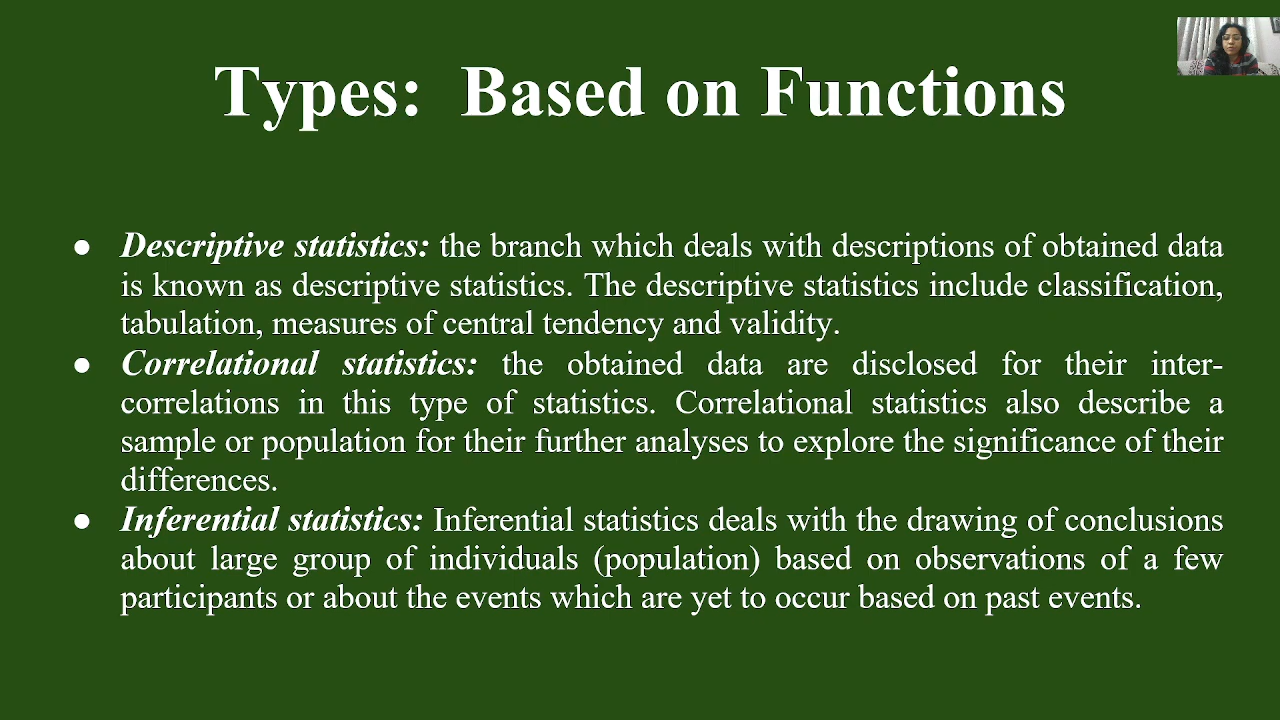 Types: Based on Functions
● Descriptive statistics: the branch which deals with descriptions of obtained data
is known as descriptive statistics. The descriptive statistics include classification,
tabulation, measures of central tendency and validity.
● Correlational statistics: the obtained data are disclosed for their inter-
correlations in this type of statistics. Correlational statistics also describe a
sample or population for their further analyses to explore the significance of their
differences.
● Inferential statistics: Inferential statistics deals with the drawing of conclusions
about large group of individuals (population) based on observations of a few
participants or about the events which are yet to occur based on past events.